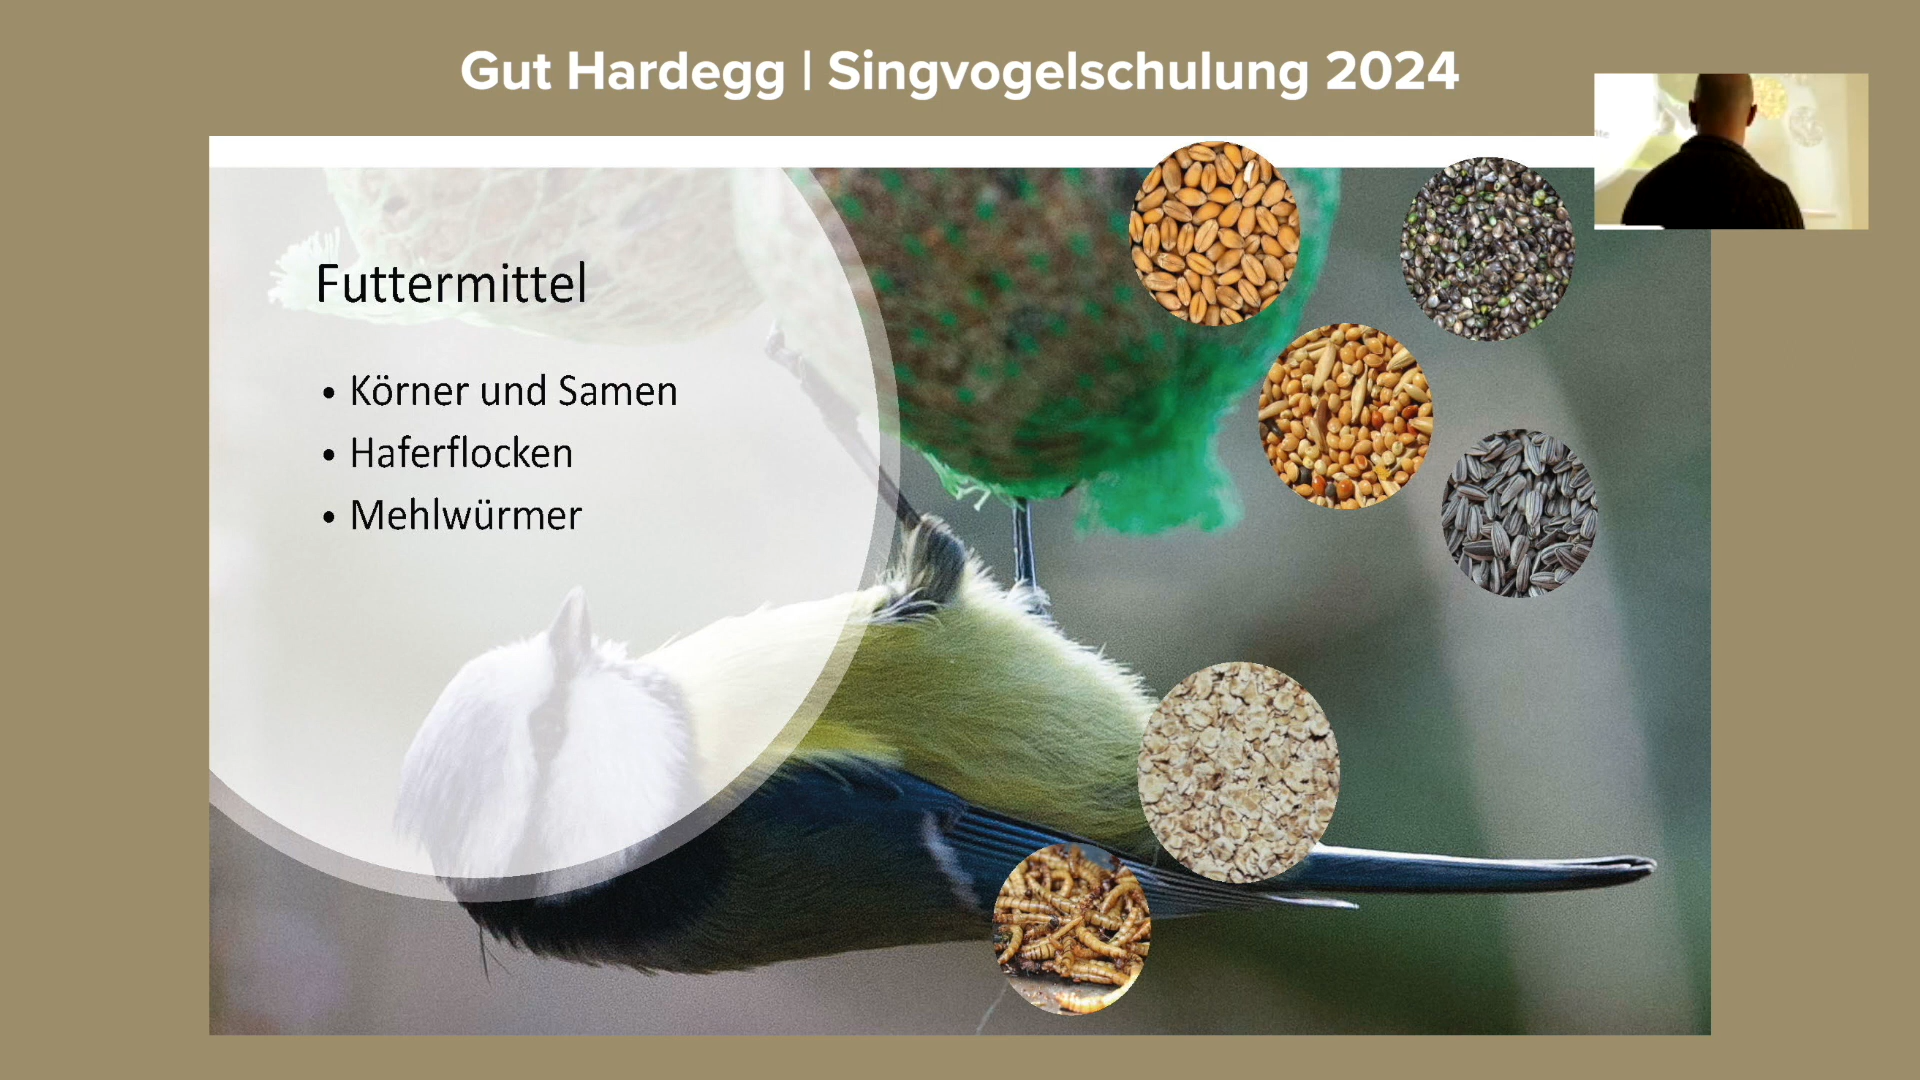 Gut Hardegg | Singvogelschulung 2024
Futtermittel
• Körner und Samen
• Haferflocken
• Mehlwürmer